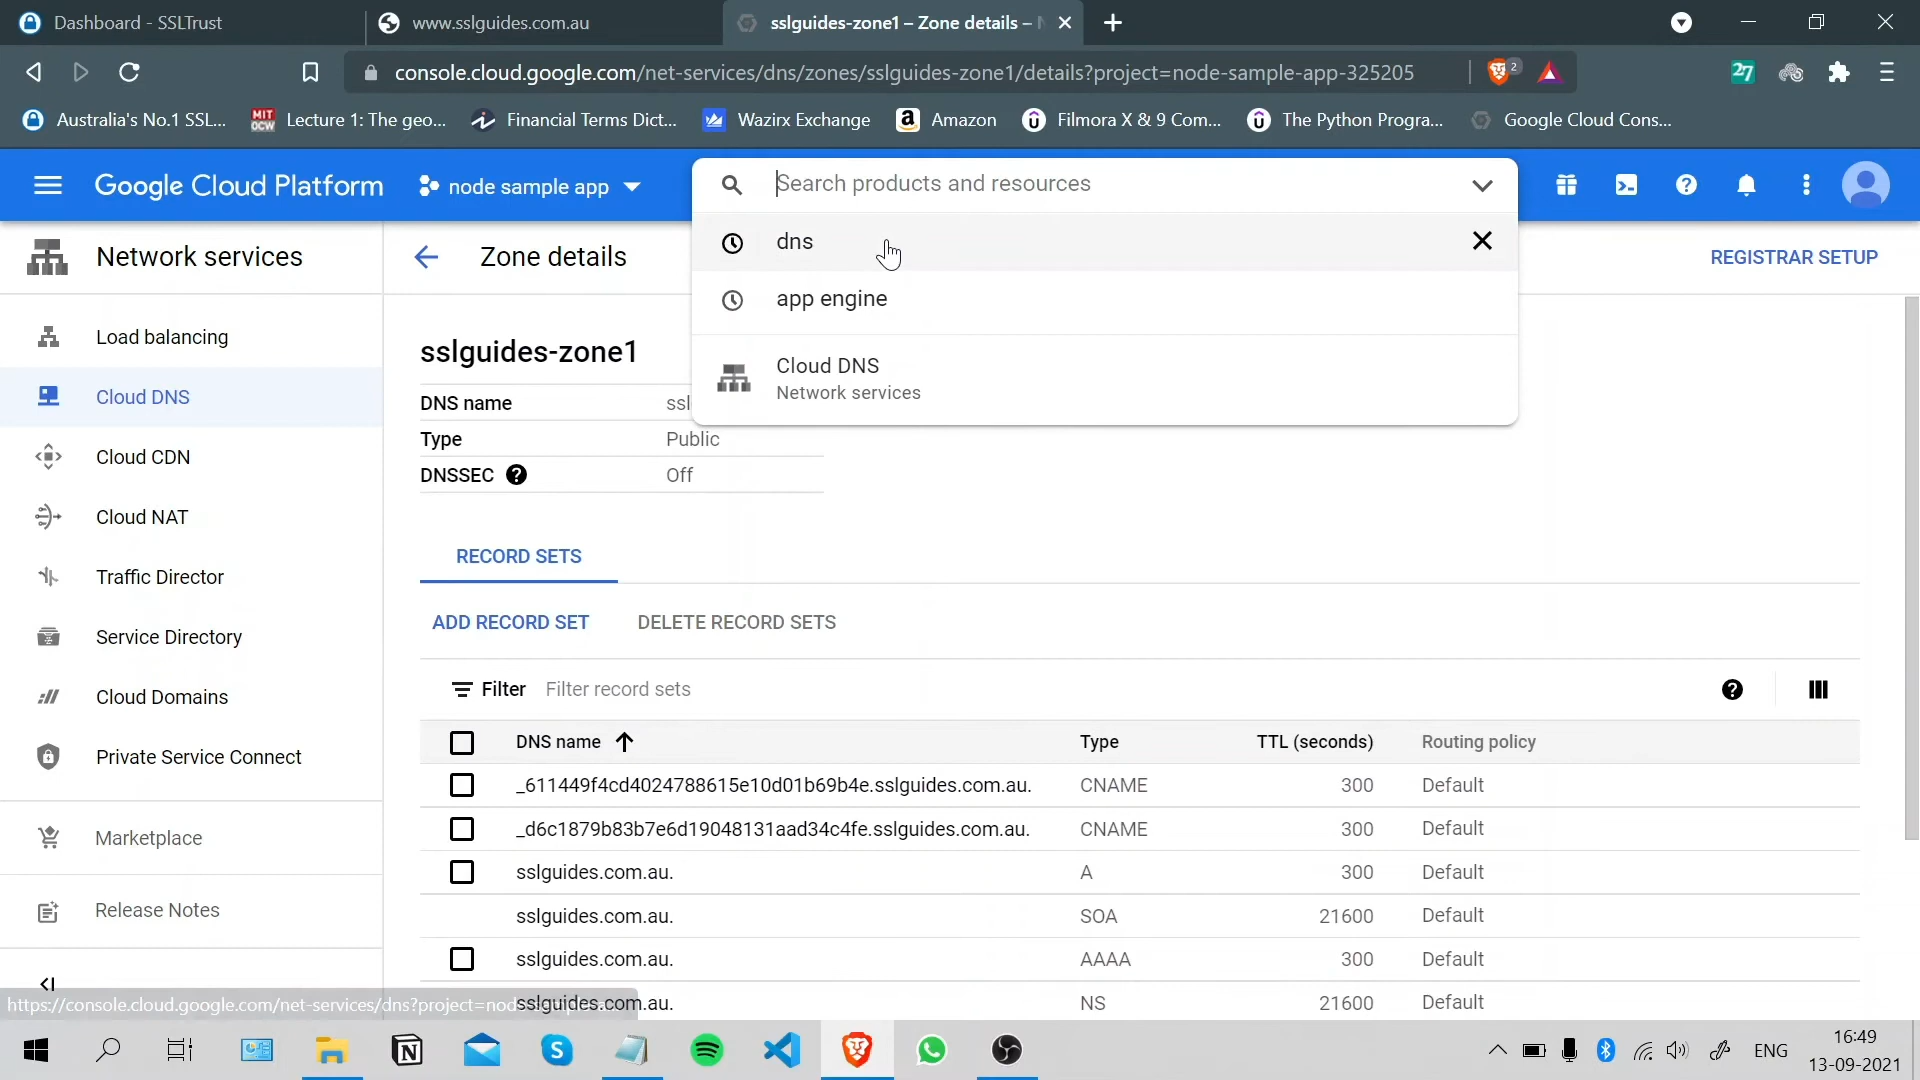 Dashboard - SSLTrust
www.sslguides.com.au
sslguides-zone1 – Zone details –
console.cloud.google.com/net-services/dns/zones/sslguides-zone1/details?project=node-sample-app-325205
2
27
Australia's No.1 SSL...
MIT OCW
Lecture 1: The geo...
Financial Terms Dict...
Wazirx Exchange
Amazon
Filmora X & 9 Com...
The Python Progra...
Google Cloud Cons...
Google Cloud Platform
node sample app
Search products and resources
dns
app engine
Cloud DNS
Network services
Network services
Zone details
REGISTRAR SETUP
Load balancing
Cloud DNS
Cloud CDN
Cloud NAT
Traffic Director
Service Directory
Cloud Domains
Private Service Connect
Marketplace
Release Notes
sslguides-zone1
DNS name ssl
Type Public
DNSSEC Off
RECORD SETS
ADD RECORD SET DELETE RECORD SETS
Filter Filter record sets
DNS name Type TTL (seconds) Routing policy
_611449f4cd4024788615e10d01b69b4e.sslguides.com.au. CNAME 300 Default
_d6c1879b83b7e6d19048131aad34c4fe.sslguides.com.au. CNAME 300 Default
sslguides.com.au. A 300 Default
sslguides.com.au. SOA 21600 Default
sslguides.com.au. AAAA 300 Default
sslguides.com.au. NS 21600 Default
https://console.cloud.google.com/net-services/dns?project=nod
ENG
16:49
13-09-2021